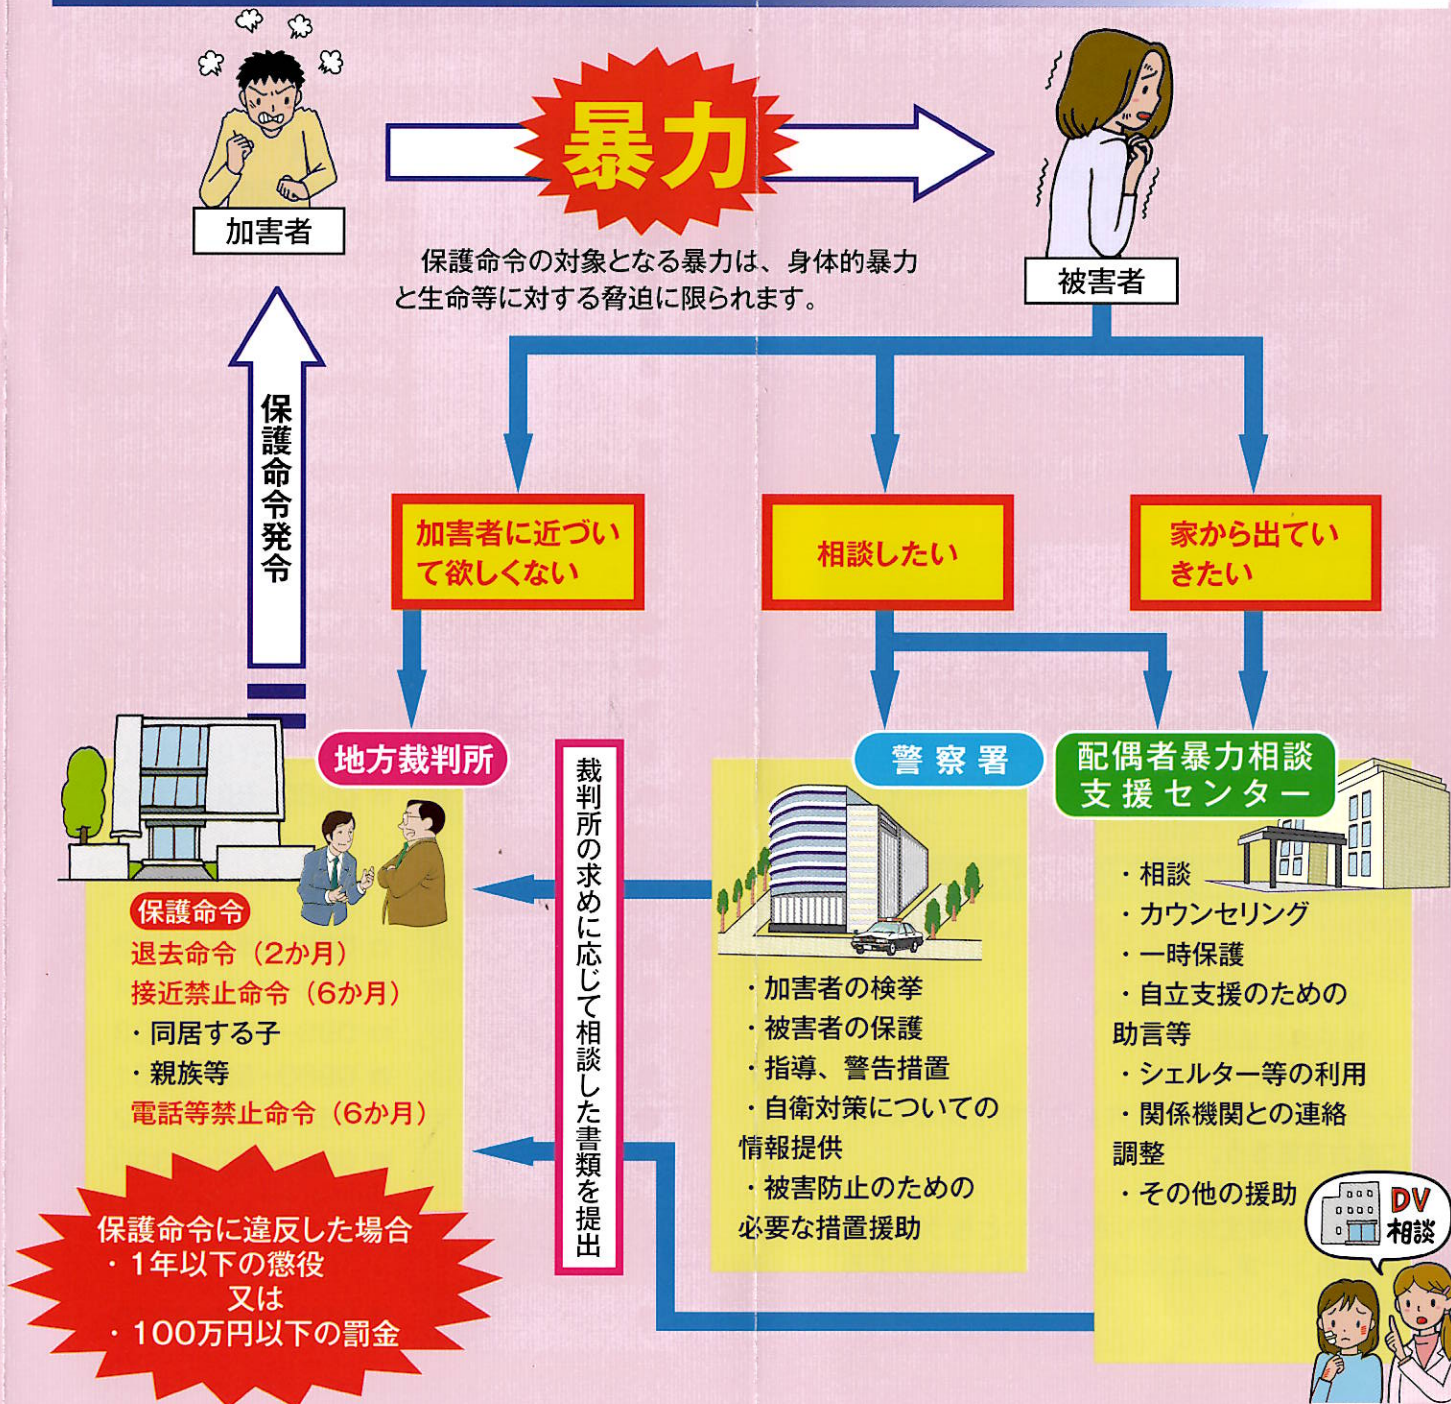 暴力
加害者
被害者
保護命令の対象となる暴力は、身体的暴力
と生命等に対する脅迫に限られます。
保護命令発令
加害者に近づい
て欲しくない
相談したい
家から出てい
きたい
地方裁判所
保護命令
退去命令（2か月）
接近禁止命令（6か月）
・同居する子
・親族等
電話等禁止命令（6か月）
保護命令に違反した場合
・1年以下の懲役
又は
・100万円以下の罰金
裁判所の求めに応じて相談した書類を提出
警察署
・加害者の検挙
・被害者の保護
・指導、警告措置
・自衛対策についての
情報提供
・被害防止のための
必要な措置援助
配偶者暴力相談
支援センター
・相談
・カウンセリング
・一時保護
・自立支援のための
助言等
・シェルター等の利用
・関係機関との連絡
調整
・その他の援助
DV
相談